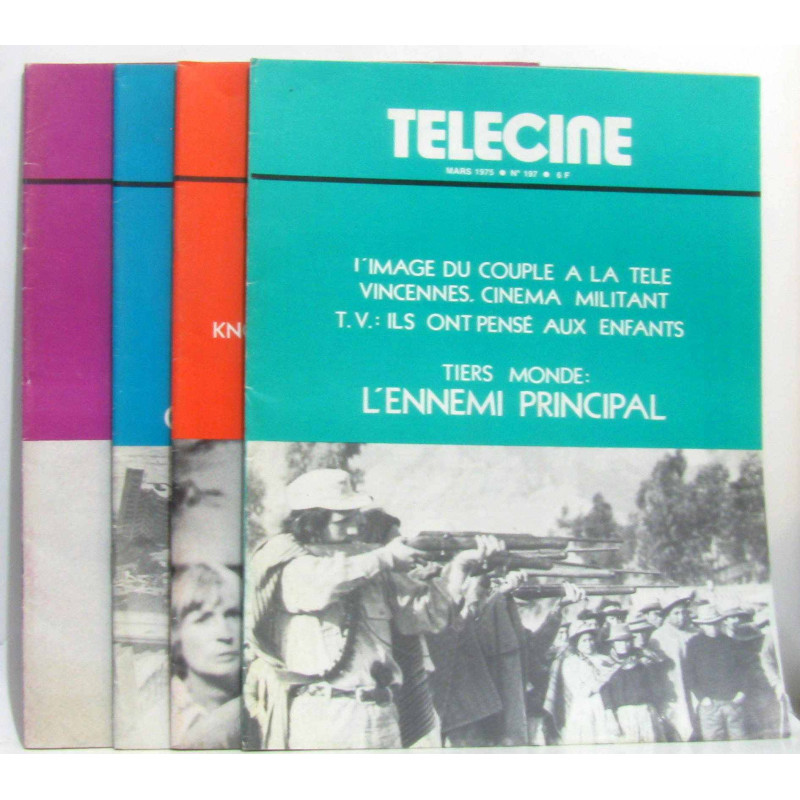 TELECINE
MARS 1975 ● N° 197 ● 6 F
l'IMAGE DU COUPLE A LA TELE
VINCENNES. CINEMA MILITANT
T.V.: ILS ONT PENSÉ AUX ENFANTS
TIERS MONDE:
L'ENNEMI PRINCIPAL